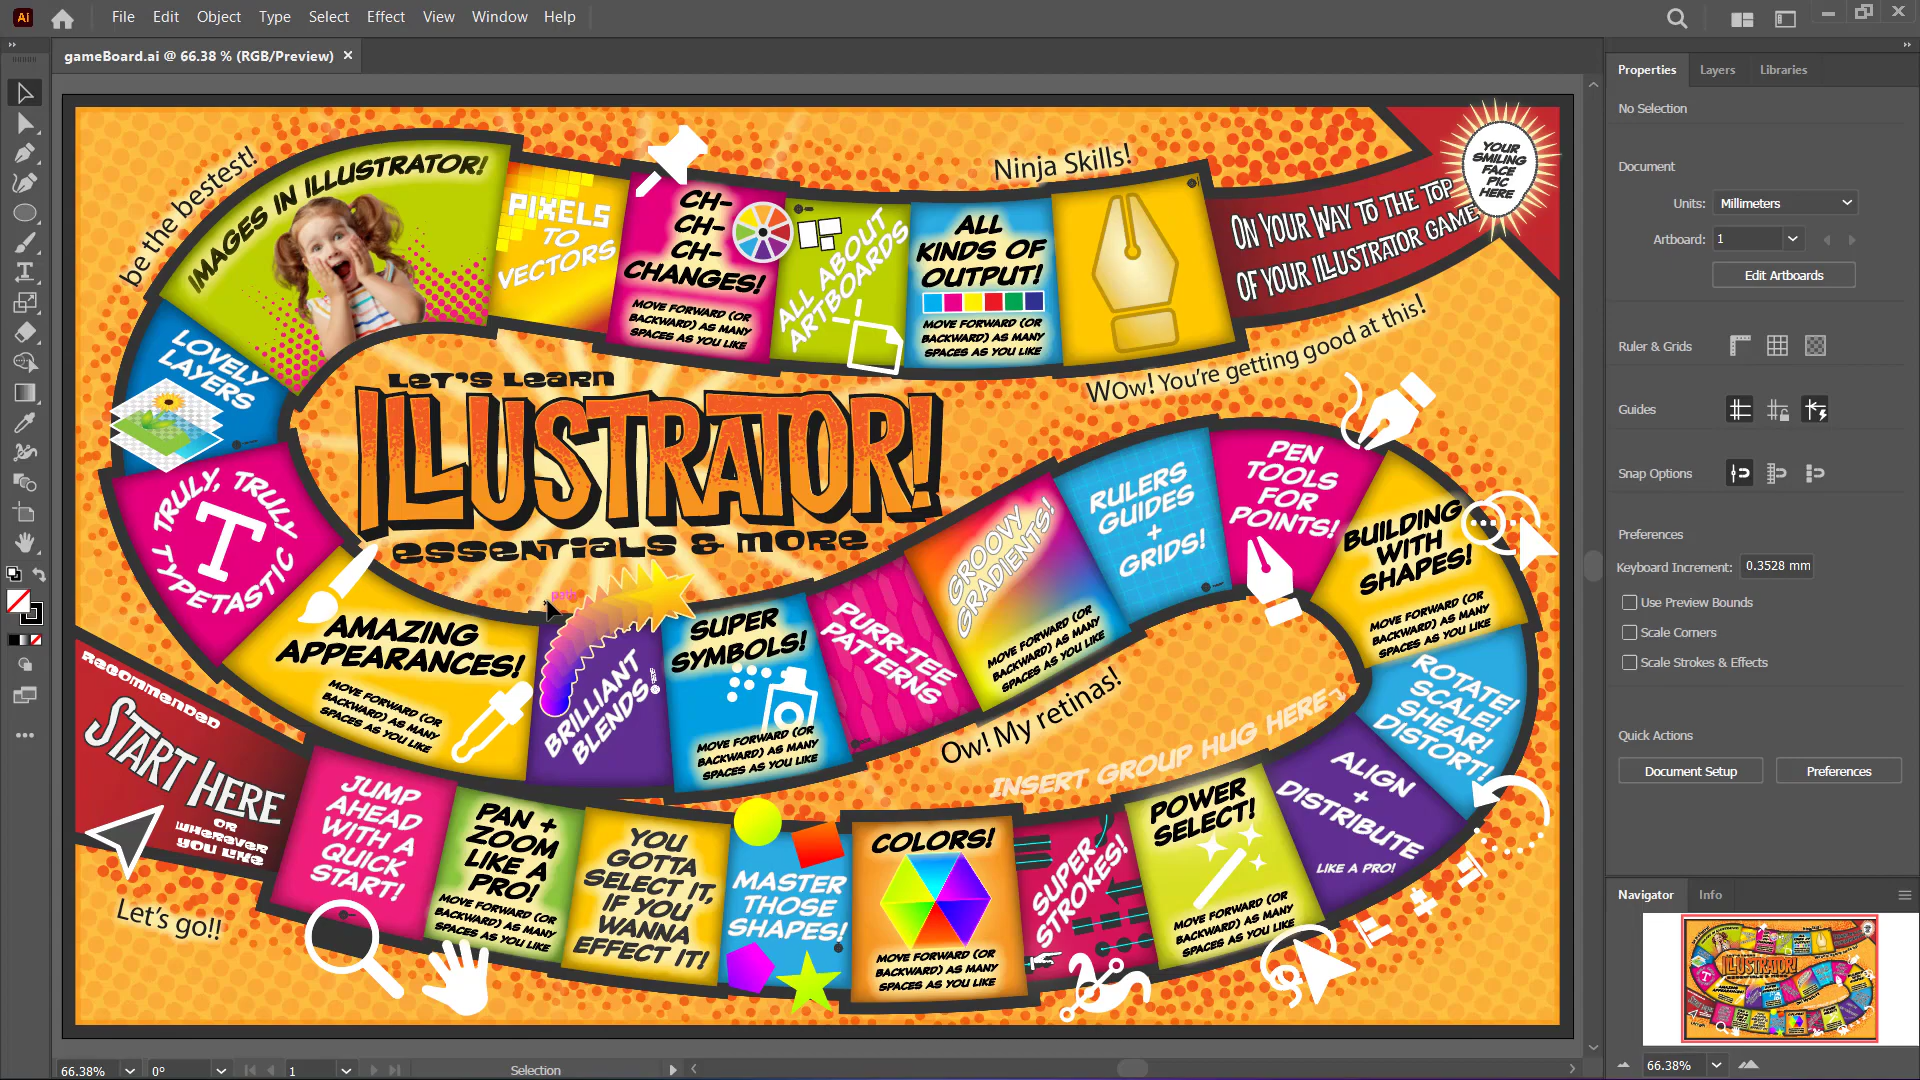 Ai
File Edit Object Type Select Effect View Window Help
gameBoard.ai @ 66.38 % (RGB/Preview)
Properties Layers Libraries
No Selection
Document
Units: Millimeters
Artboard: 1
Edit Artboards
Ruler & Grids
Guides
Snap Options
Preferences
Keyboard Increment: 0.3528 mm
Use Preview Bounds
Scale Corners
Scale Strokes & Effects
Quick Actions
Document Setup
Preferences
Navigator Info
66.38%
be the bestest!
IMAGES IN ILLUSTRATOR!
PIXELS
TO
VECTORS
CH-
CH-
CH-
CHANGES!
MOVE FORWARD (OR
BACKWARD) AS MANY
SPACES AS YOU LIKE
ALL ABOUT
ARTBOARDS
ALL
KINDS OF
OUTPUT!
MOVE FORWARD (OR
BACKWARD) AS MANY
SPACES AS YOU LIKE
Ninja Skills!
ON YOUR WAY TO THE TOP
OF YOUR ILLUSTRATOR GAME
YOUR
SMILING
FACE
PIC
HERE
WOw! You're getting good at this!
LOVELY
LAYERS
LET'S LEARN
ILLUSTRATOR!
ESSENTIALS & MORE
TRULY, TRULY
T
TYPETASTIC
path
AMAZING
APPEARANCES!
MOVE FORWARD (OR
BACKWARD) AS MANY
SPACES AS YOU LIKE
BRILLIANT
BLENDS!
SUPER
SYMBOLS!
MOVE FORWARD (OR
BACKWARD) AS MANY
SPACES AS YOU LIKE
PURR-TEE
PATTERNS
GROOVY
GRADIENTS!
MOVE FORWARD (OR
BACKWARD) AS MANY
SPACES AS YOU LIKE
RULERS
GUIDES
+
GRIDS!
PEN
TOOLS
FOR
POINTS!
BUILDING
WITH
SHAPES!
MOVE FORWARD (OR
BACKWARD) AS MANY
SPACES AS YOU LIKE
ROTATE!
SCALE!
SHEAR!
DISTORT!
Ow! My retinas!
INSERT GROUP HUG HERE
ALIGN
+
DISTRIBUTE
LIKE A PRO!
RECOMMENDED
START HERE
OR
WHEREVER
YOU LIKE
Let's go!!
JUMP
AHEAD
WITH A
QUICK
START!
PAN +
ZOOM
LIKE A
PRO!
MOVE FORWARD (OR
BACKWARD) AS MANY
SPACES AS YOU LIKE
YOU
GOTTA
SELECT IT,
IF YOU
WANNA
EFFECT IT!
MASTER
THOSE
SHAPES!
COLORS!
MOVE FORWARD (OR
BACKWARD) AS MANY
SPACES AS YOU LIKE
SUPER
STROKES!
POWER
SELECT!
MOVE FORWARD (OR
BACKWARD) AS MANY
SPACES AS YOU LIKE
66.38% 0° 1 Selection